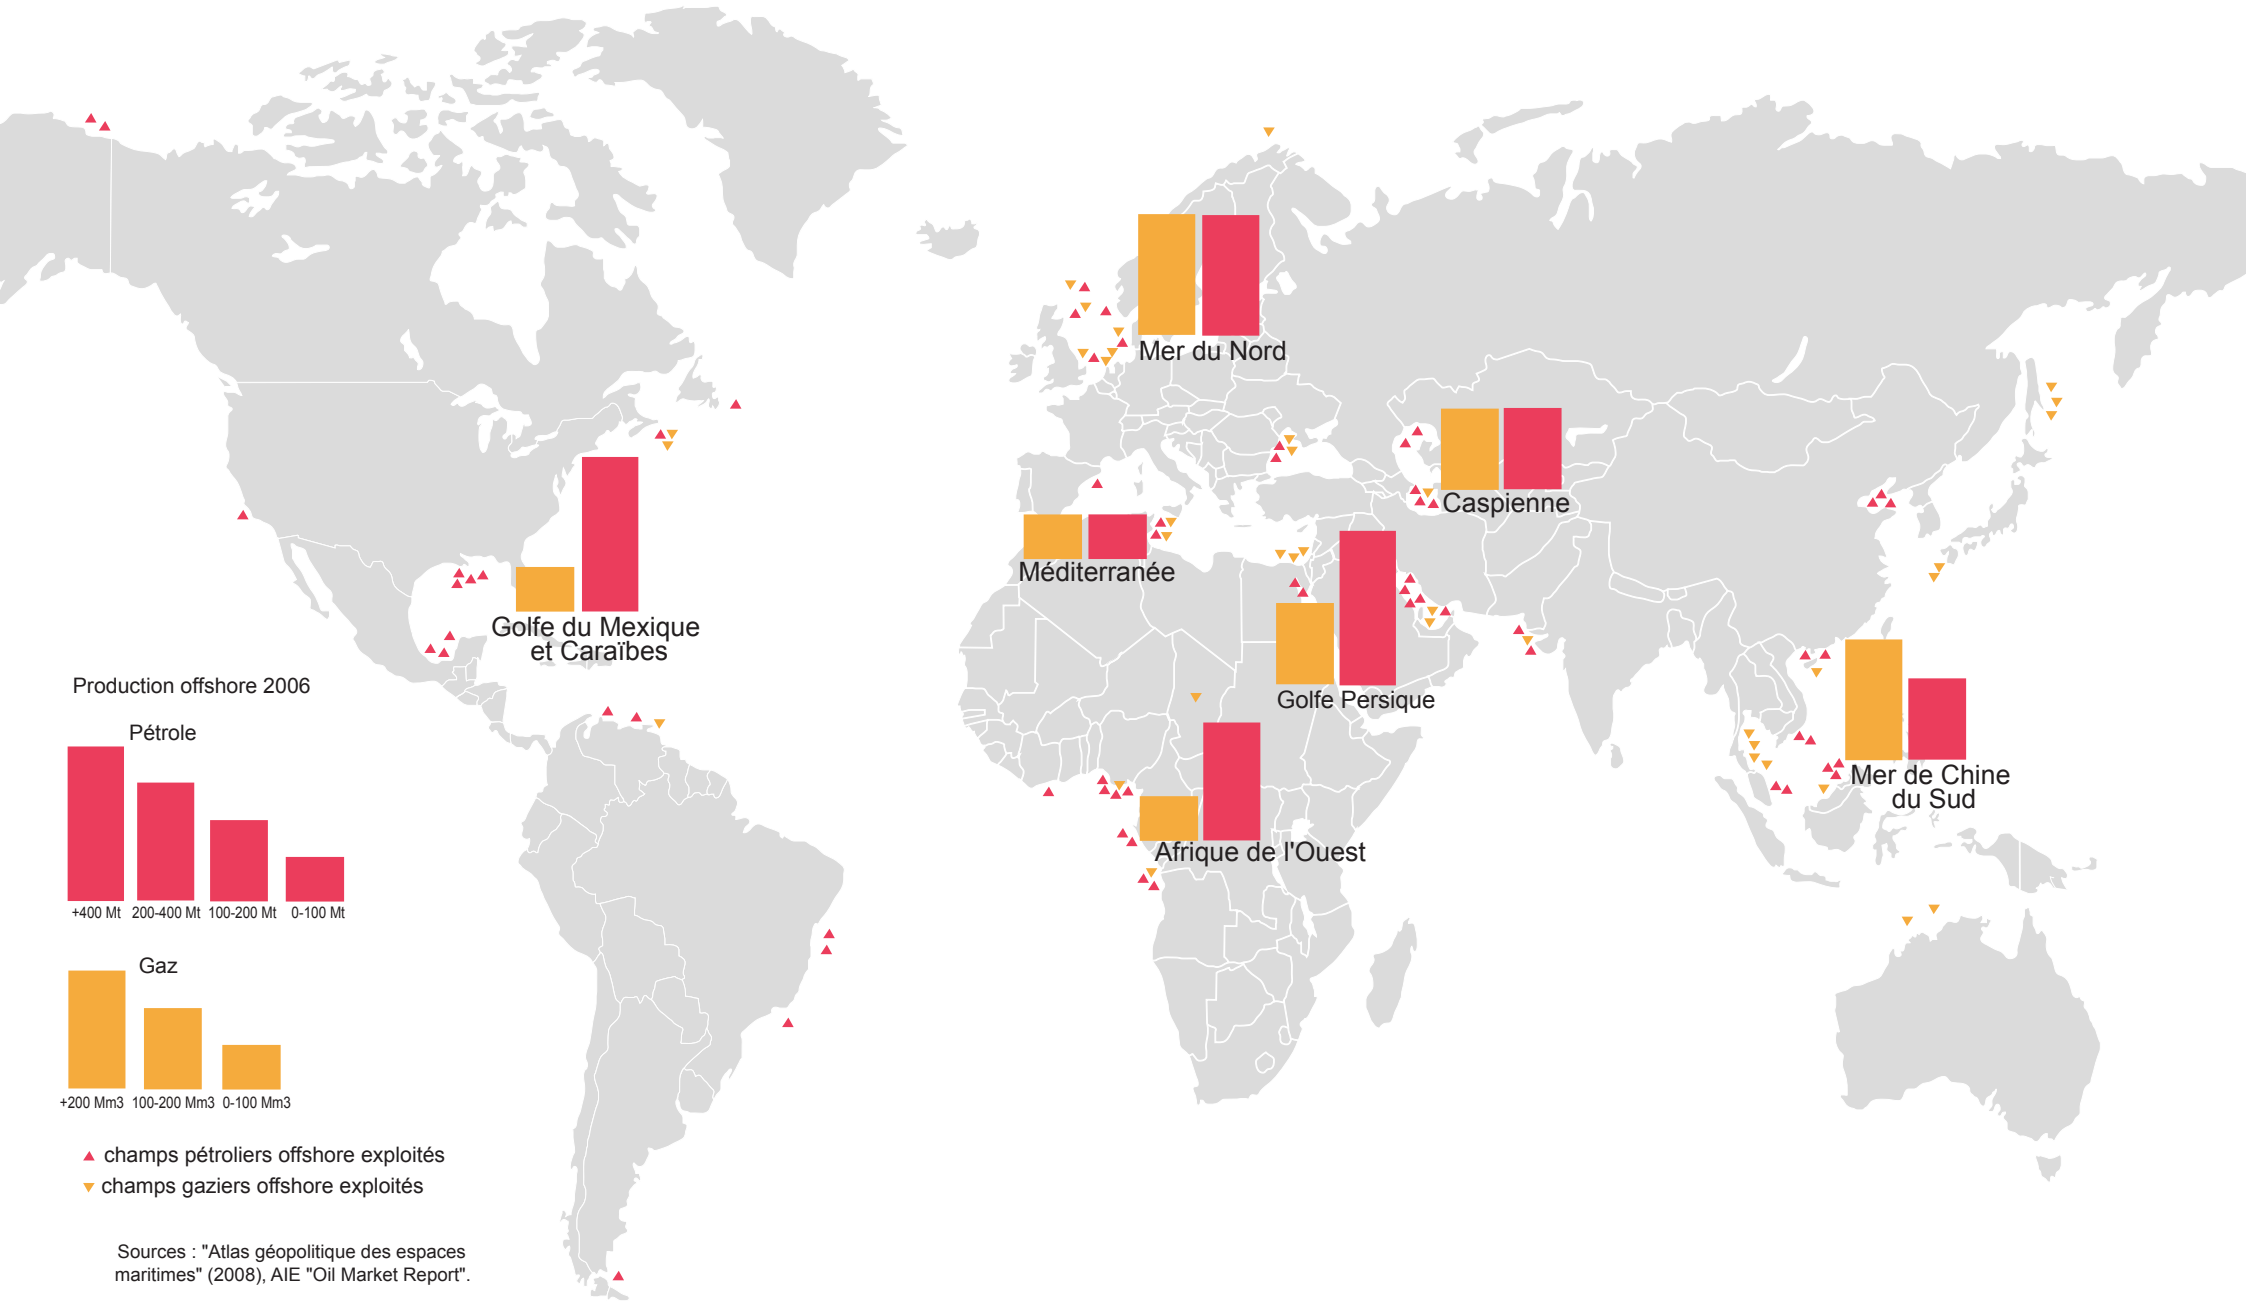 Mer du Nord
Caspienne
Méditerranée
Golfe du Mexique
et Caraïbes
Golfe Persique
Mer de Chine
du Sud
Afrique de l'Ouest
Production offshore 2006
Pétrole
+400 Mt 200-400 Mt 100-200 Mt 0-100 Mt
Gaz
+200 Mm3 100-200 Mm3 0-100 Mm3
champs pétroliers offshore exploités
champs gaziers offshore exploités
Sources : "Atlas géopolitique des espaces
maritimes" (2008), AIE "Oil Market Report".